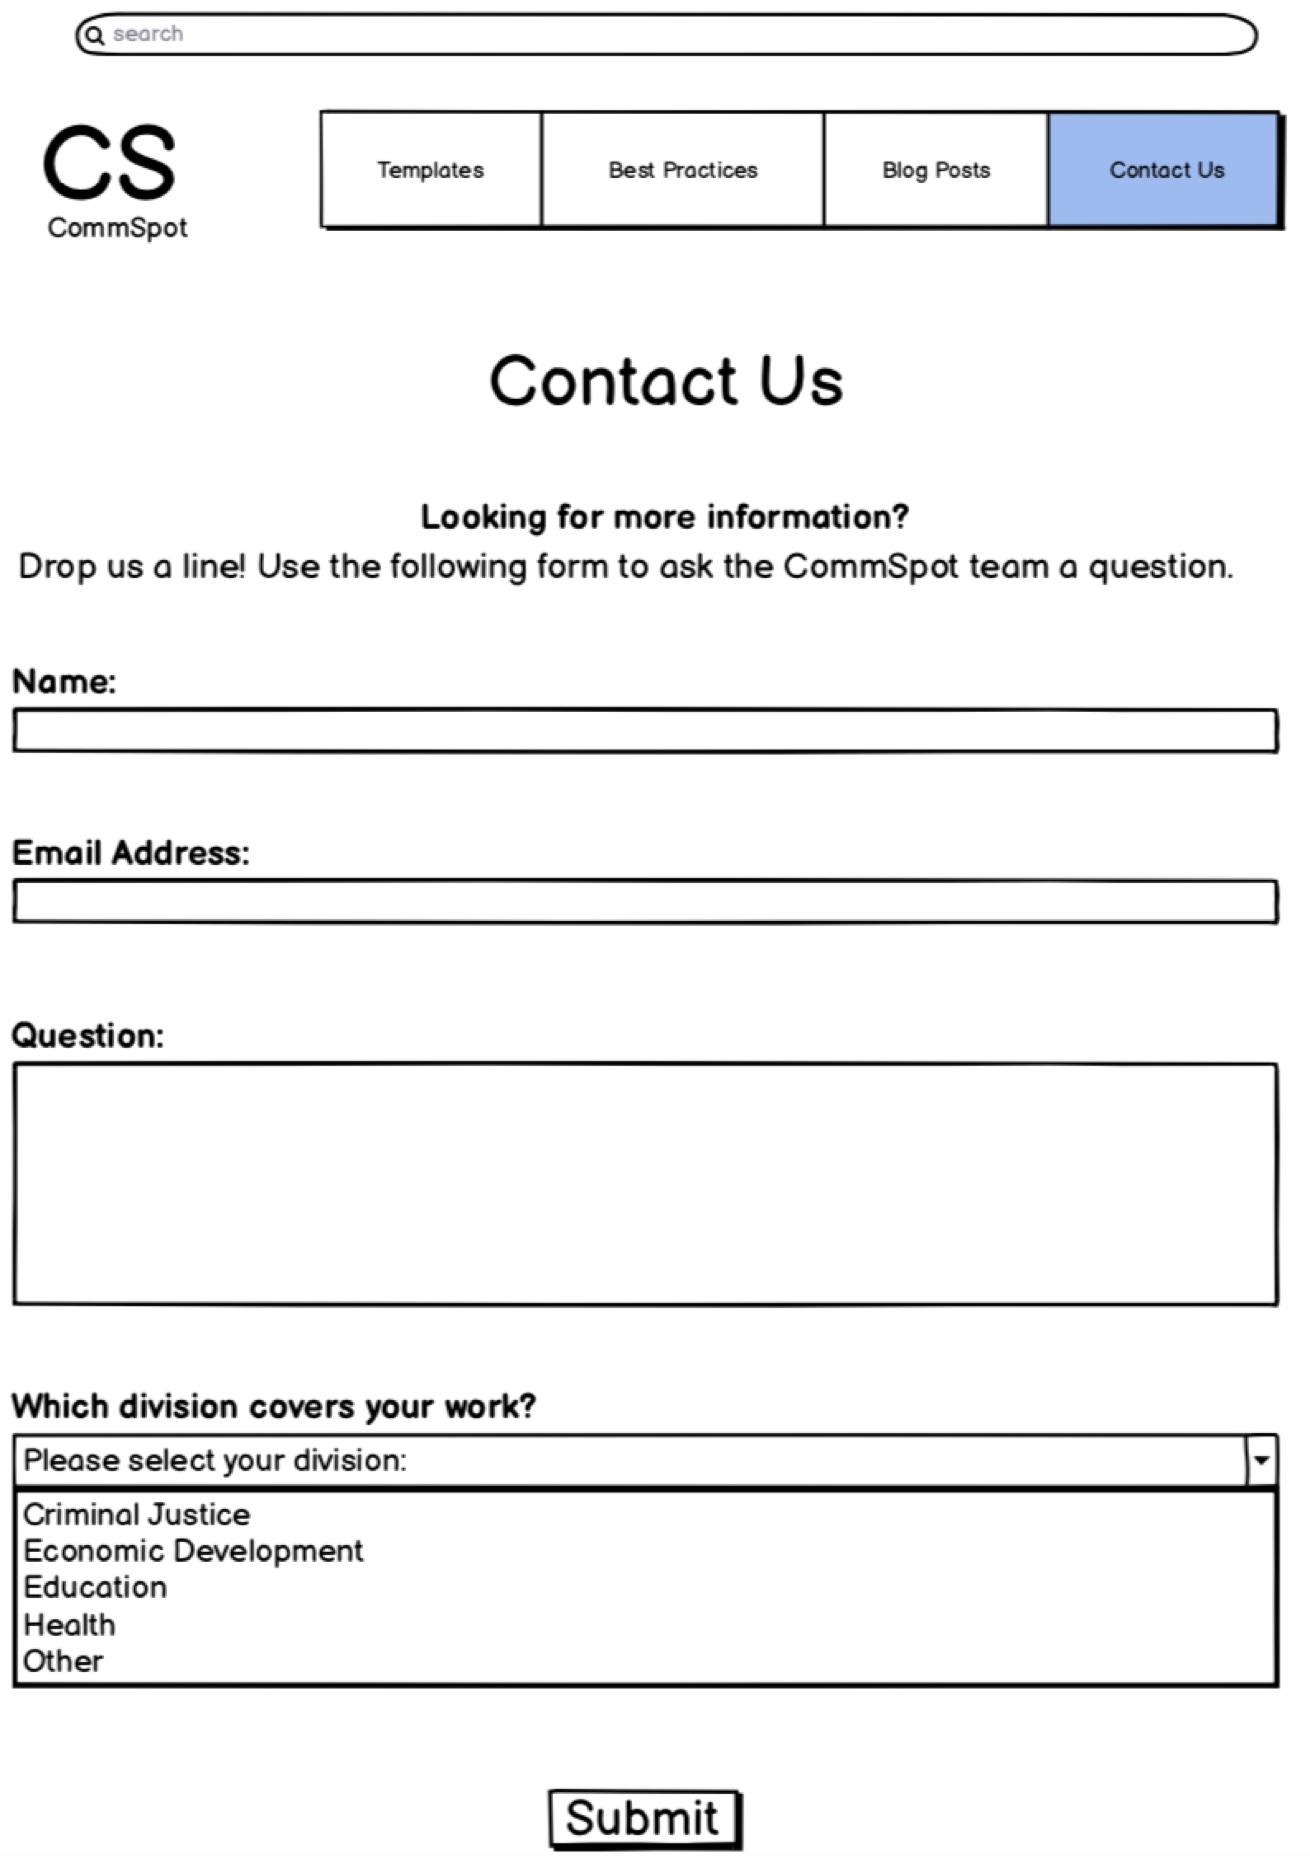 search
CS
CommSpot
Templates
Best Practices
Blog Posts
Contact Us
Contact Us
Looking for more information?
Drop us a line! Use the following form to ask the CommSpot team a question.
Name:
Email Address:
Question:
Which division covers your work?
Please select your division:
Criminal Justice
Economic Development
Education
Health
Other
Submit